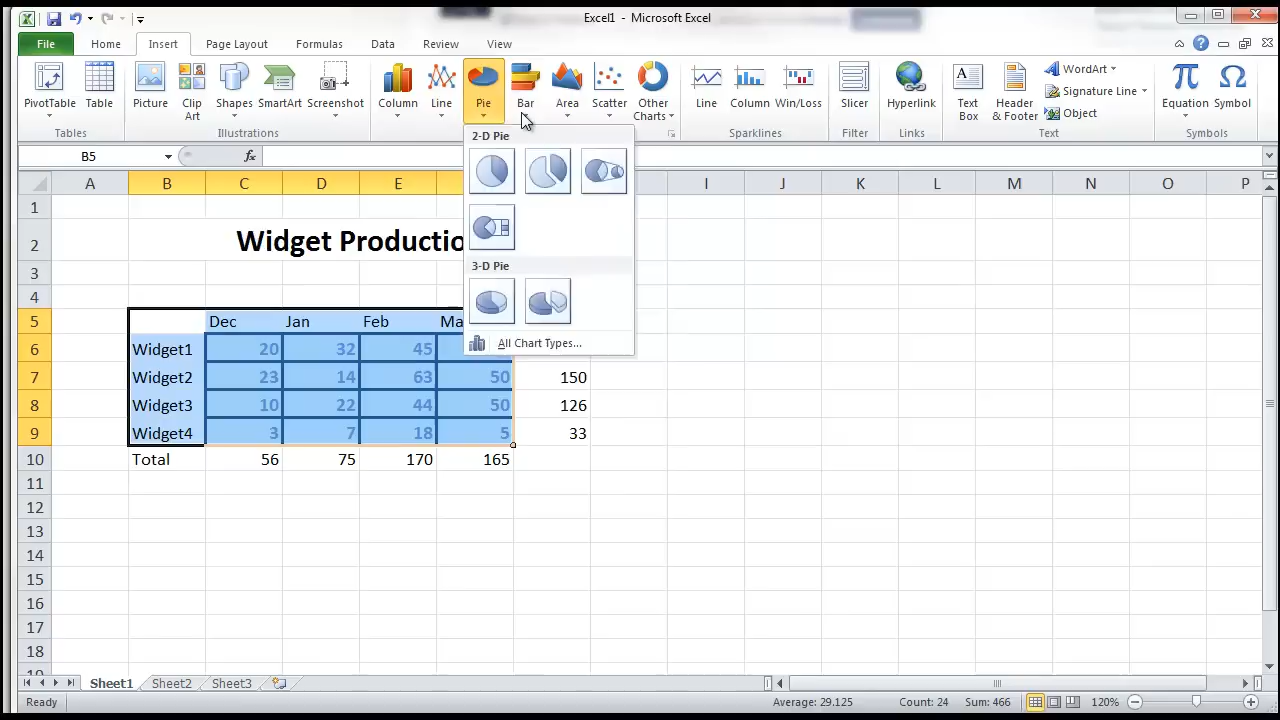 Excel1 - Microsoft Excel
File Home Insert Page Layout Formulas Data Review View
PivotTable Table Picture Clip Art Shapes SmartArt Screenshot Column Line Pie Bar Area Scatter Other Charts Line Column Win/Loss Slicer Hyperlink Text Box Header & Footer WordArt Signature Line Object Equation Symbol
Tables Illustrations Sparklines Filter Links Text Symbols
B5 fx
2-D Pie
3-D Pie
All Chart Types...
A B C D E I J K L M N O P
1
2 Widget Productio
3
4
5 Dec Jan Feb Ma
6 Widget1 20 32 45
7 Widget2 23 14 63 50 150
8 Widget3 10 22 44 50 126
9 Widget4 3 7 18 5 33
10 Total 56 75 170 165
11
12
13
14
15
16
17
18
Sheet1 Sheet2 Sheet3
Ready Average: 29.125 Count: 24 Sum: 466 120%